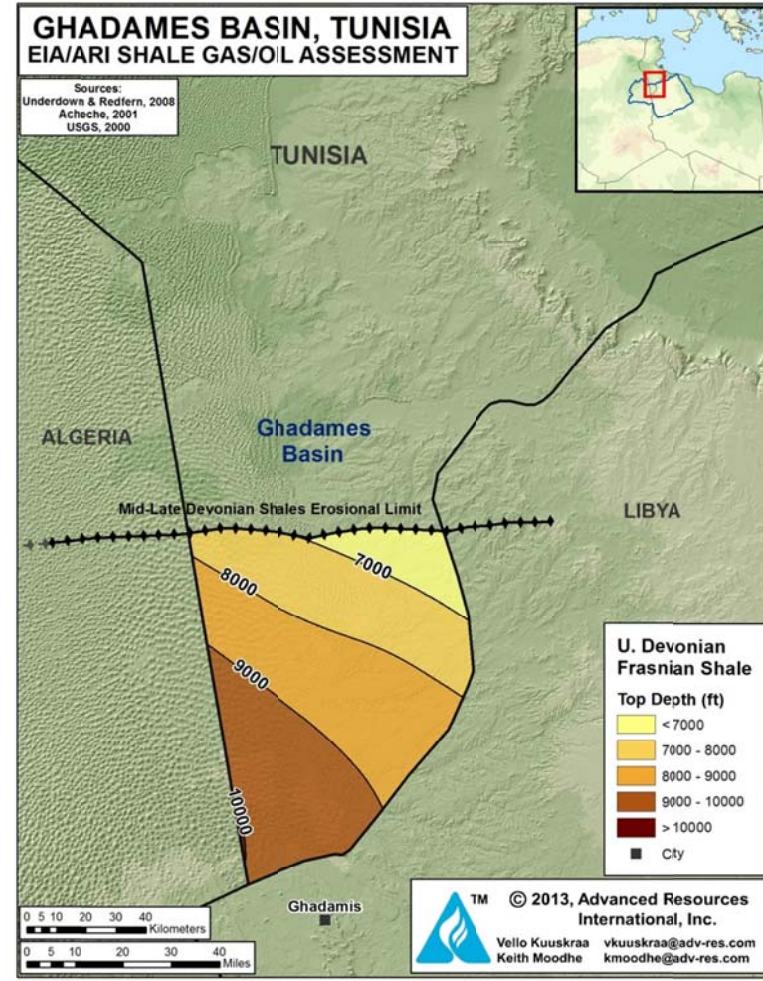 GHADAMES BASIN, TUNISIA
EIA/ARI SHALE GAS/OIL ASSESSMENT
Sources:
Underdown & Redfern, 2008
Acheche, 2001
USGS, 2000
TUNISIA
ALGERIA
Ghadames
Basin
LIBYA
Mid-Late Devonian Shales Erosional Limit
7000
8000
9000
10000
Ghadamis
U. Devonian
Frasnian Shale
Top Depth (ft)
<7000
7000 - 8000
8000 - 9000
9000 - 10000
>10000
City
0 5 10 20 30 40
Kilometers
0 5 10 20 30 40
Miles
TM
© 2013, Advanced Resources
International, Inc.
Vello Kuuskraa vkuuskraa@adv-res.com
Keith Moodhe kmoodhe@adv-res.com